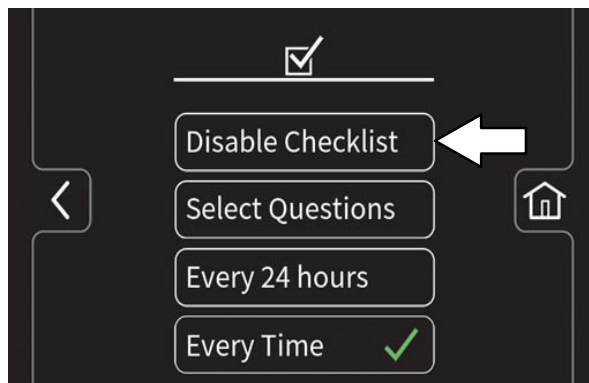 Disable Checklist
Select Questions
Every 24 hours
Every Time